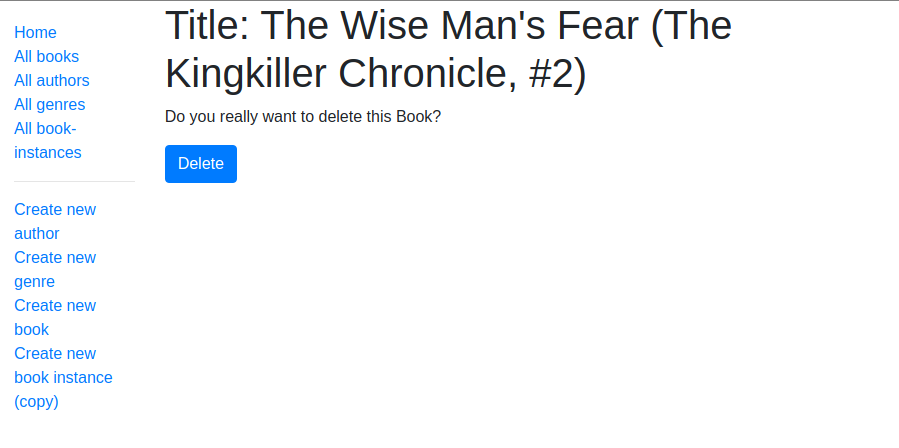 Home
All books
All authors
All genres
All book-
instances
Create new
author
Create new
genre
Create new
book
Create new
book instance
(copy)
Title: The Wise Man's Fear (The
Kingkiller Chronicle, #2)
Do you really want to delete this Book?
Delete